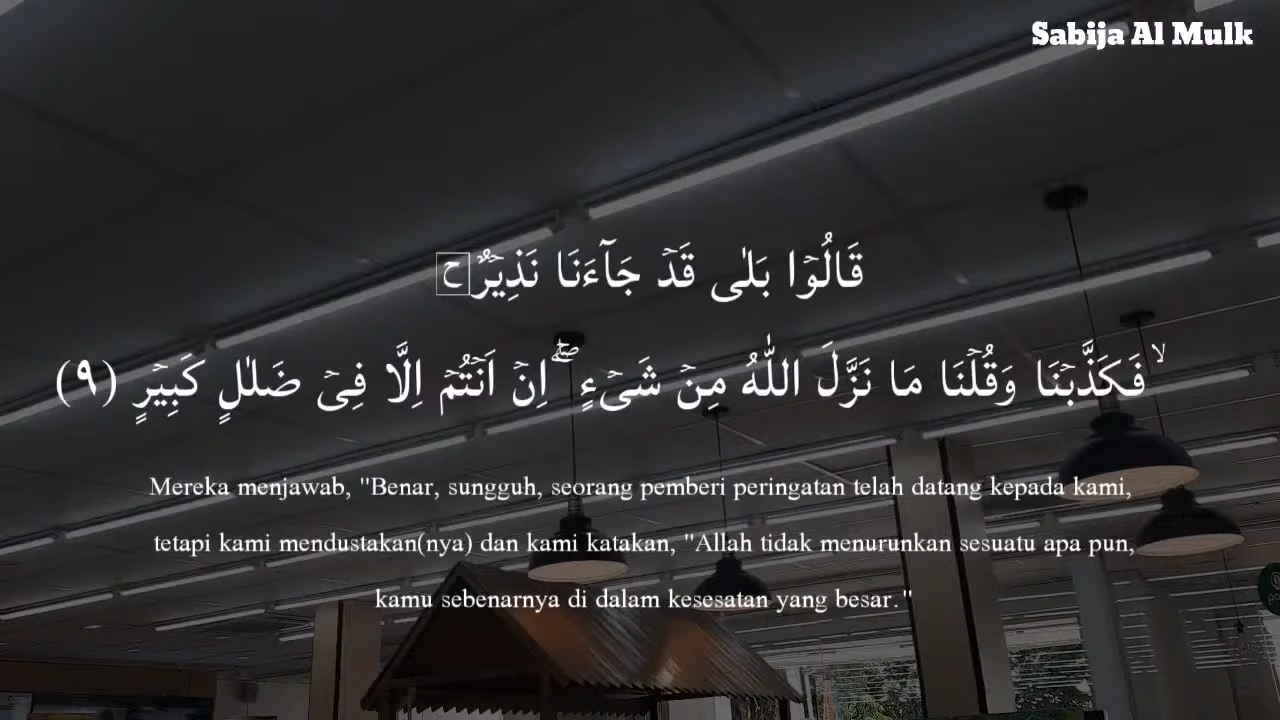 Sabija Al Mulk
قَالُوْا بَلٰى قَدْ جَاۤءَنَا نَذِيْرٌ ەۙ ح
ۙ فَكَذَّبْنَا وَقُلْنَا مَا نَزَّلَ اللّٰهُ مِنْ شَيْءٍ ۖاِنْ اَنْتُمْ اِلَّا فِيْ ضَلٰلٍ كَبِيْرٍ (٩)
Mereka menjawab, "Benar, sungguh, seorang pemberi peringatan telah datang kepada kami,
tetapi kami mendustakan(nya) dan kami katakan, "Allah tidak menurunkan sesuatu apa pun,
kamu sebenarnya di dalam kesesatan yang besar."